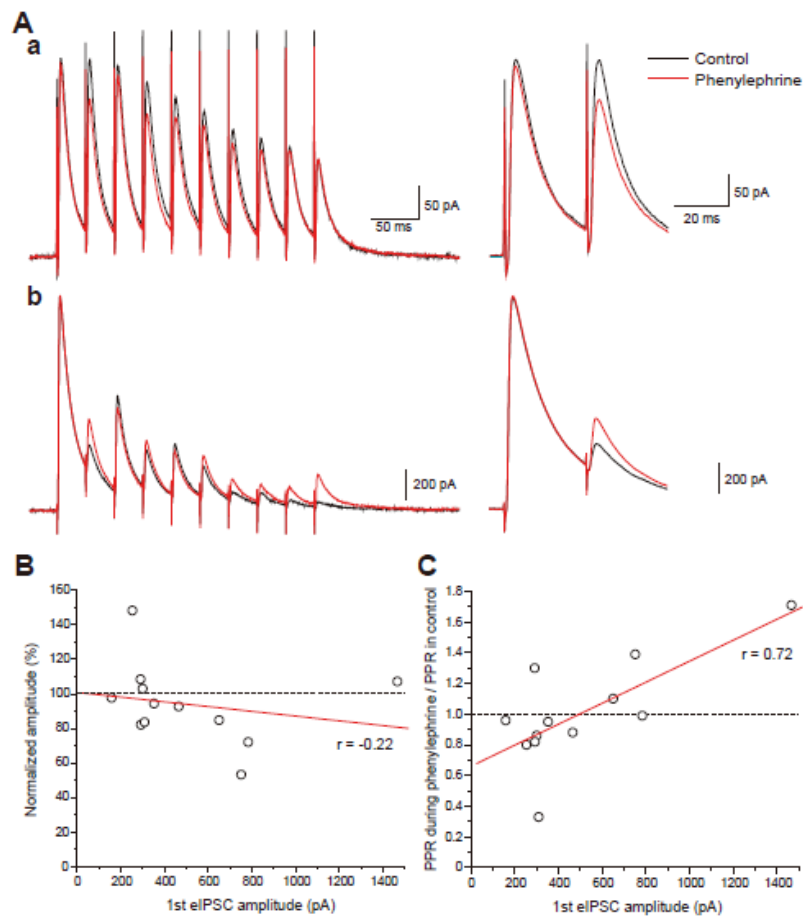 A
a
Control
Phenylephrine
50 pA
50 ms
50 pA
20 ms
b
200 pA
200 pA
B
160
140
120
100
80
60
40
20
0
Normalized amplitude (%)
r = -0.22
0 200 400 600 800 1000 1200 1400
1st eIPSC amplitude (pA)
C
1.8
1.6
1.4
1.2
1.0
0.8
0.6
0.4
0.2
0
PPR during phenylephrine / PPR in control
r = 0.72
0 200 400 600 800 1000 1200 1400
1st eIPSC amplitude (pA)